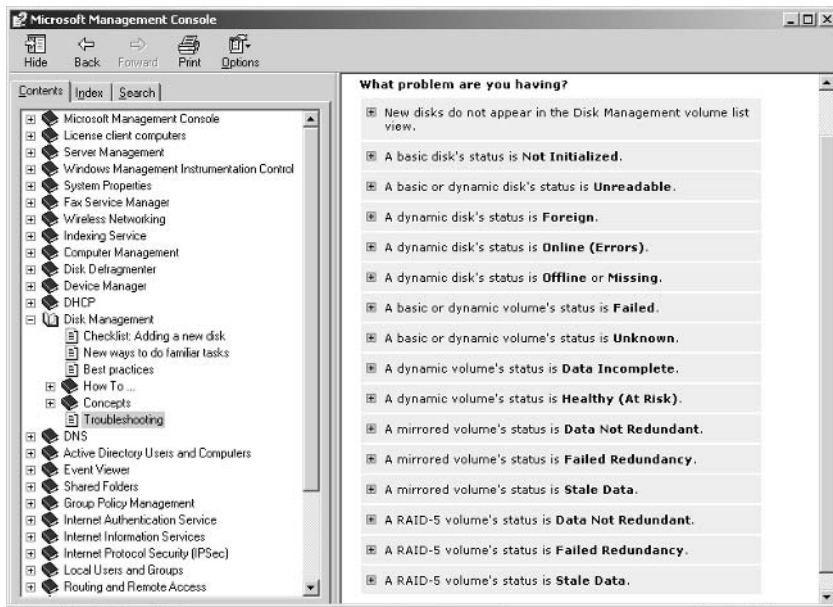 Microsoft Management Console
Hide Back Forward Print Options
Contents Index Search
Microsoft Management Console
License client computers
Server Management
Windows Management Instrumentation Control
System Properties
Fax Service Manager
Wireless Networking
Indexing Service
Computer Management
Disk Defragmenter
Device Manager
DHCP
Disk Management
Checklist: Adding a new disk
New ways to do familiar tasks
Best practices
How To ...
Concepts
Troubleshooting
DNS
Active Directory Users and Computers
Event Viewer
Shared Folders
Group Policy Management
Internet Authentication Service
Internet Information Services
Internet Protocol Security (IPSec)
Local Users and Groups
Routing and Remote Access
What problem are you having?
New disks do not appear in the Disk Management volume list
view.
A basic disk's status is Not Initialized.
A basic or dynamic disk's status is Unreadable.
A dynamic disk's status is Foreign.
A dynamic disk's status is Online (Errors).
A dynamic disk's status is Offline or Missing.
A basic or dynamic volume's status is Failed.
A basic or dynamic volume's status is Unknown.
A dynamic volume's status is Data Incomplete.
A dynamic volume's status is Healthy (At Risk).
A mirrored volume's status is Data Not Redundant.
A mirrored volume's status is Failed Redundancy.
A mirrored volume's status is Stale Data.
A RAID-5 volume's status is Data Not Redundant.
A RAID-5 volume's status is Failed Redundancy.
A RAID-5 volume's status is Stale Data.